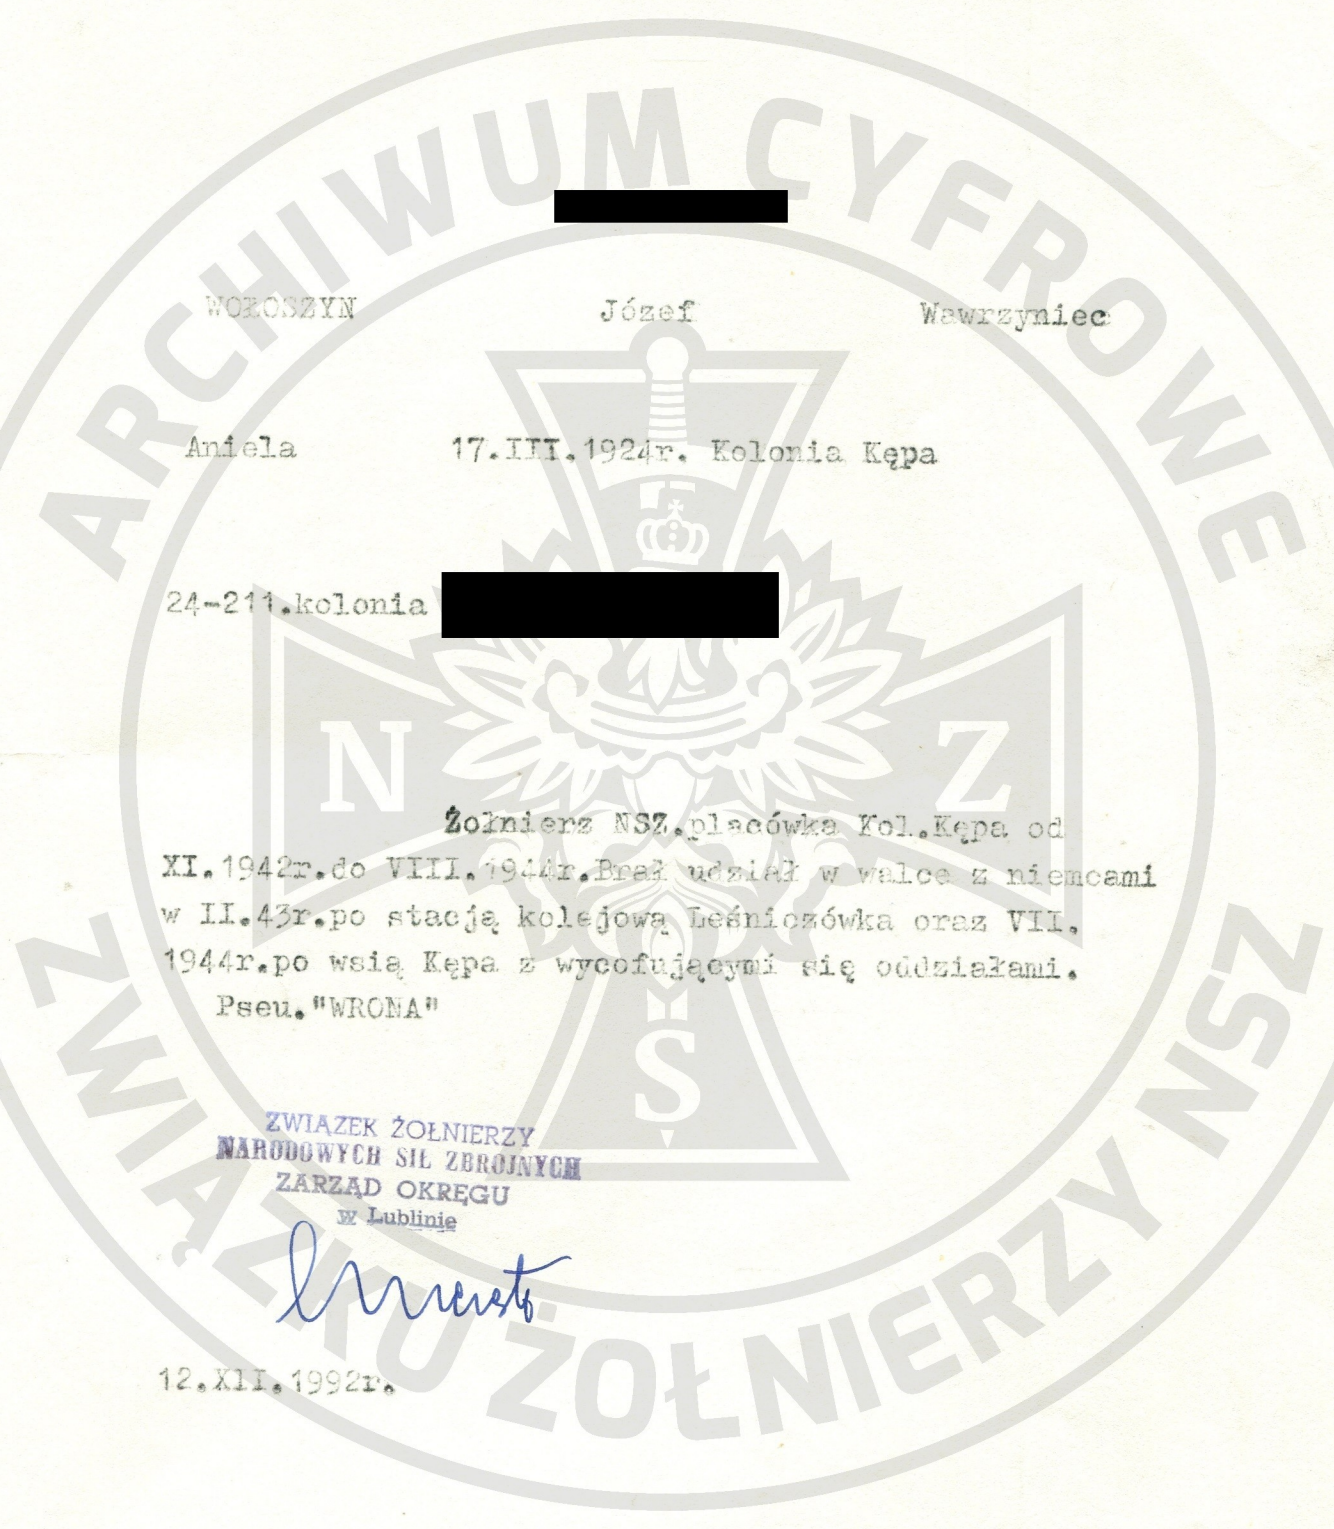 ARCHIWUM CYFROWE
WOŁOSZYN Józef Wawrzyniec
Aniela 17.III.1924r. Kolonia Kępa
24-211.kolonia
Żołnierz NSZ.placówka Kol.Kępa od
XI.1942r.do VIII.1944r.Brał udział w walce z niemcami
w II.43r.po stacją kolejową Leśniczówka oraz VII.
1944r.po wsią Kępa z wycofującymi się oddziałami.
Pseu."WRONA"
N Z
S
ZWIĄZEK ŻOŁNIERZY
NARODOWYCH SIŁ ZBROJNYCH
ZARZĄD OKRĘGU
w Lublinie
12.XII.1992r.
ZWIĄZKU ŻOŁNIERZY NSZ